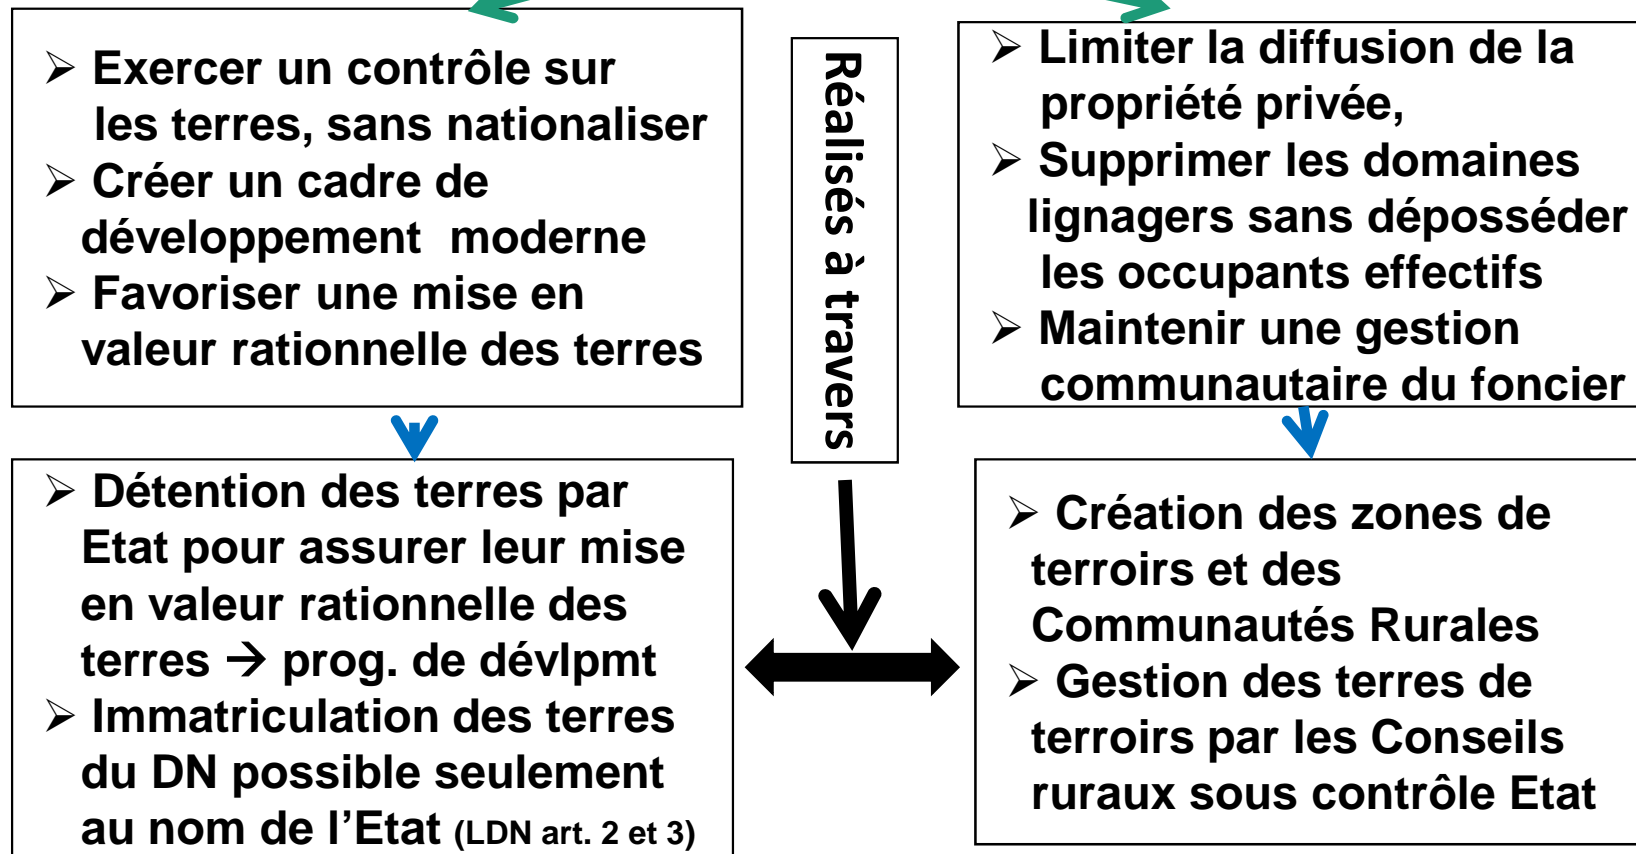 ➢ Exercer un contrôle sur
les terres, sans nationaliser
➢ Créer un cadre de
développement moderne
➢ Favoriser une mise en
valeur rationnelle des terres
Réalisés à travers
➢ Limiter la diffusion de la
propriété privée,
➢ Supprimer les domaines
lignagers sans déposséder
les occupants effectifs
➢ Maintenir une gestion
communautaire du foncier
➢ Détention des terres par
Etat pour assurer leur mise
en valeur rationnelle des
terres → prog. de dévlpmt
➢ Immatriculation des terres
du DN possible seulement
au nom de l’Etat (LDN art. 2 et 3)
➢ Création des zones de
terroirs et des
Communautés Rurales
➢ Gestion des terres de
terroirs par les Conseils
ruraux sous contrôle Etat